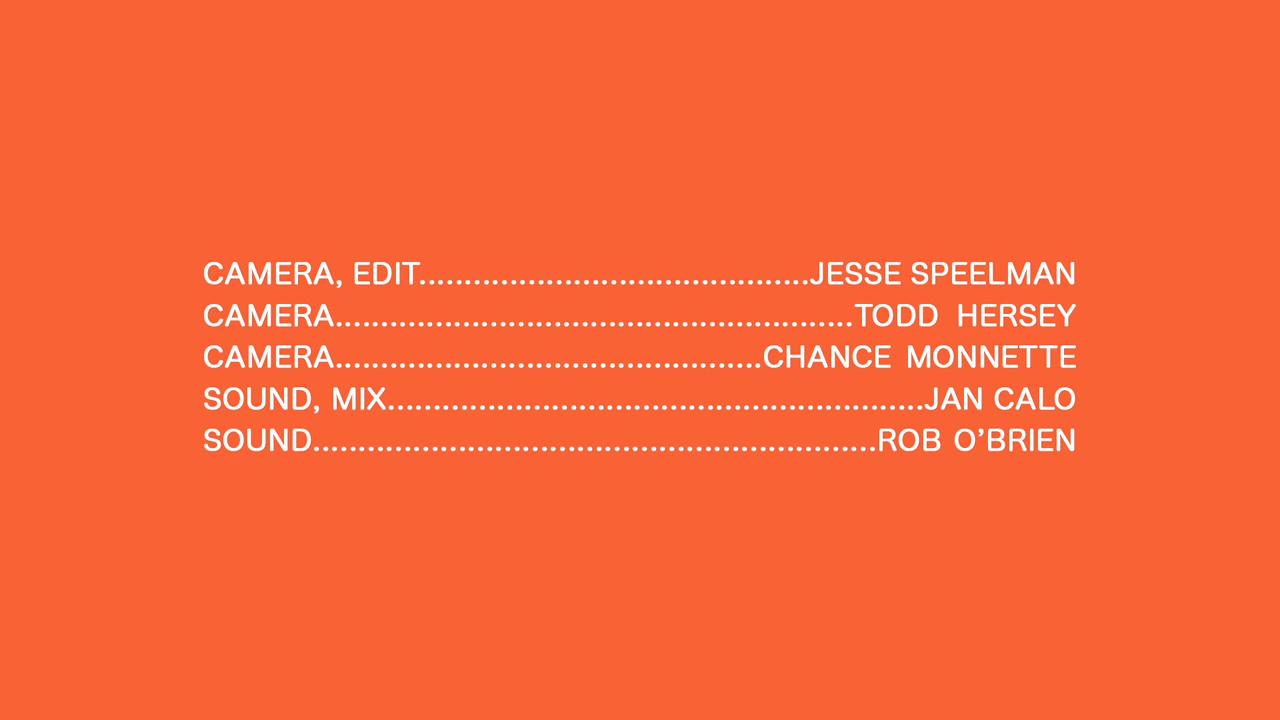 CAMERA, EDIT...........................................JESSE SPEELMAN
CAMERA.........................................................TODD HERSEY
CAMERA...............................................CHANCE MONNETTE
SOUND, MIX...........................................................JAN CALO
SOUND..............................................................ROB O’BRIEN